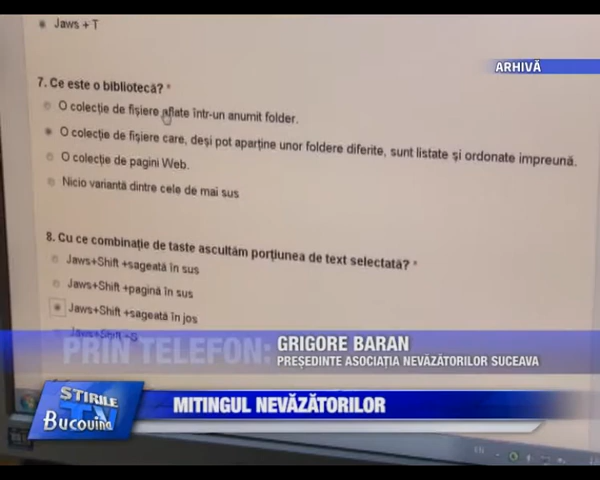 Jaws + T
ARHIVĂ
7. Ce este o bibliotecă? *
O colecție de fișiere aflate într-un anumit folder.
O colecție de fișiere care, deși pot aparține unor foldere diferite, sunt listate și ordonate împreună.
O colecție de pagini Web.
Nicio variantă dintre cele de mai sus
8. Cu ce combinație de taste ascultăm porțiunea de text selectată? *
Jaws+Shift +sageată în sus
Jaws+Shift +pagină în sus
Jaws+Shift +sageată în jos
Jaws+Shift +S
PRIN TELEFON:
GRIGORE BARAN
PREȘEDINTE ASOCIAȚIA NEVĂZĂTORILOR SUCEAVA
ȘTIRILE
TV
Bucovina
MITINGUL NEVĂZĂTORILOR